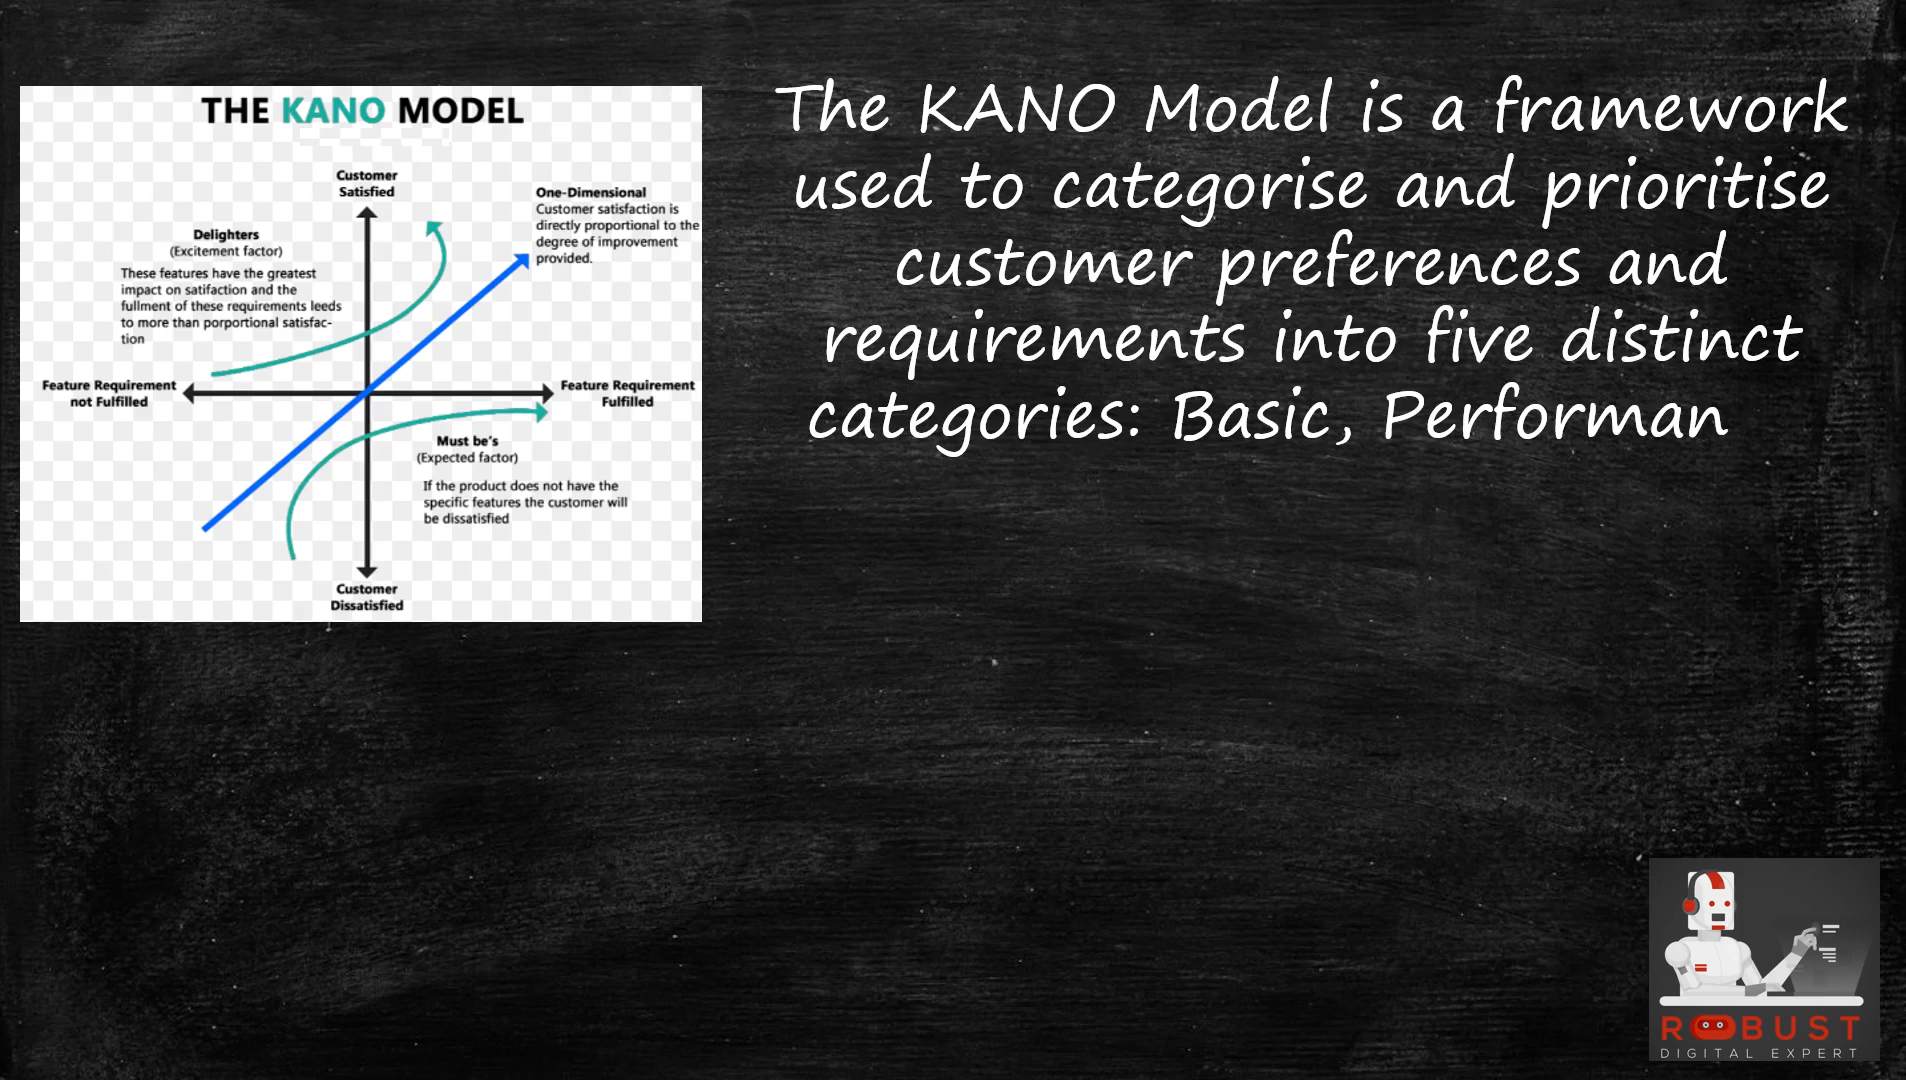 THE KANO MODEL
Customer
Satisfied
One-Dimensional
Customer satisfaction is
directly proportional to the
degree of improvement
provided.
Delighters
(Excitement factor)
These features have the greatest
impact on satifaction and the
fullment of these requirements leeds
to more than porportional satisfac-
tion
Feature Requirement
not Fulfilled
Feature Requirement
Fulfilled
Must be's
(Expected factor)
If the product does not have the
specific features the customer will
be dissatisfied
Customer
Dissatisfied
The KANO Model is a framework
used to categorise and prioritise
customer preferences and
requirements into five distinct
categories: Basic, Performan
ROBUST
DIGITAL EXPERT